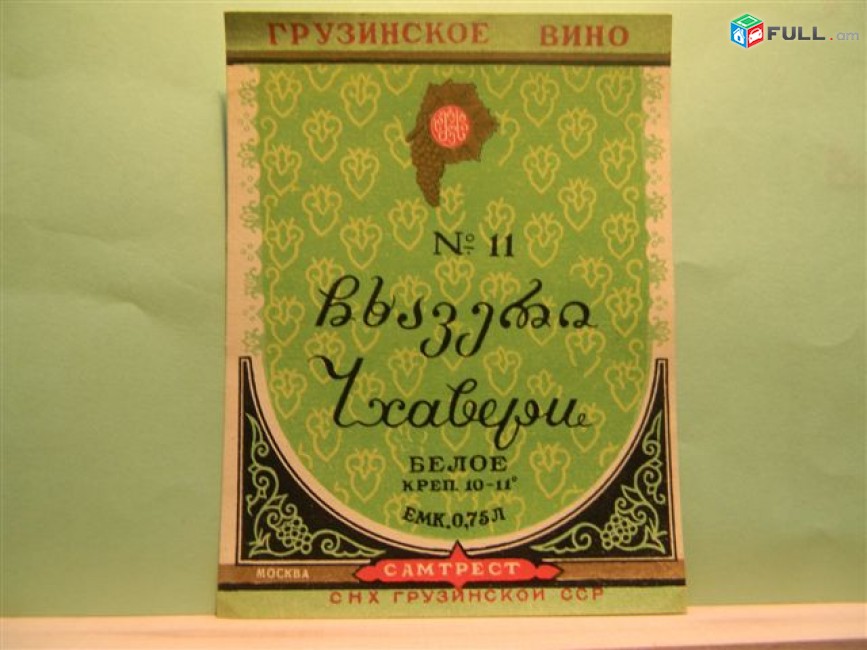 FULL.am
ГРУЗИНСКОЕ ВИНО
№ 11
ჩხავერი
Чхавери
БЕЛОЕ
КРЕП. 10-11°
ЕМК. 0,75 Л
МОСКВА
САМТРЕСТ
СНХ ГРУЗИНСКОЙ ССР